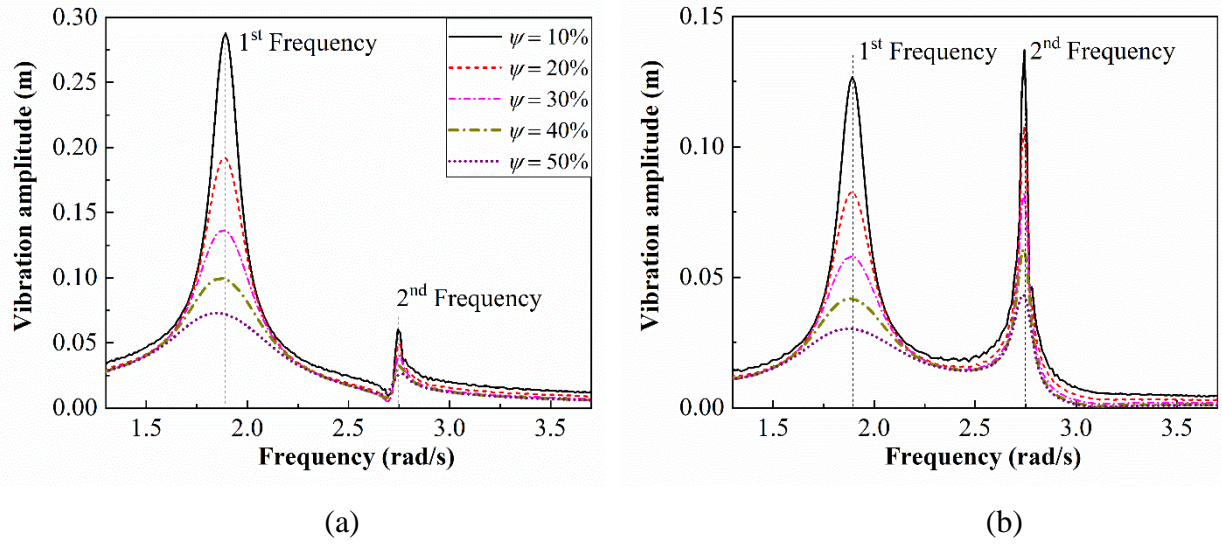 0.30
0.25
0.20
0.15
0.10
0.05
0.00
Vibration amplitude (m)
1st Frequency
2nd Frequency
ψ = 10%
ψ = 20%
ψ = 30%
ψ = 40%
ψ = 50%
1.5 2.0 2.5 3.0 3.5
Frequency (rad/s)
(a)
0.15
0.10
0.05
0.00
Vibration amplitude (m)
1st Frequency
2nd Frequency
1.5 2.0 2.5 3.0 3.5
Frequency (rad/s)
(b)